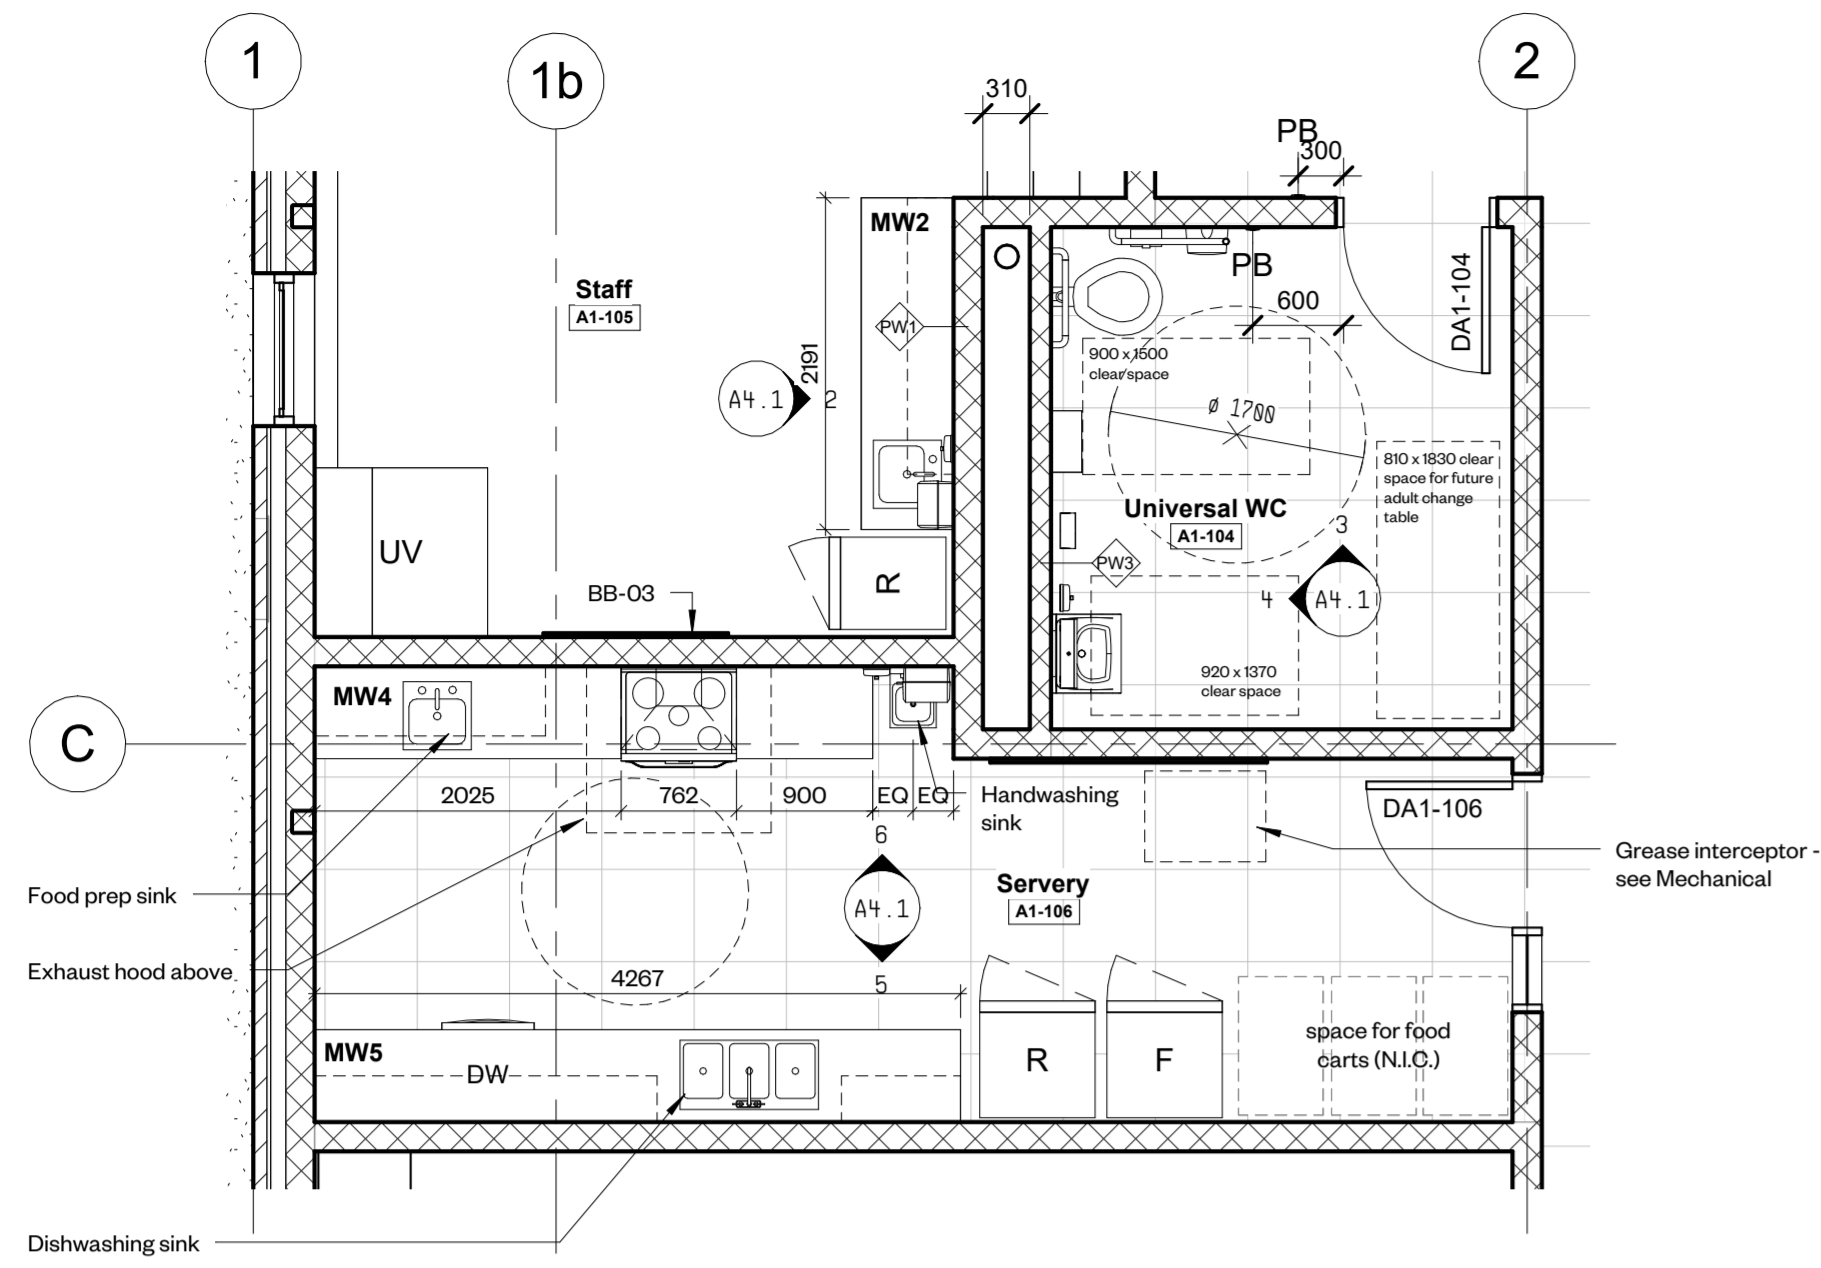 1
1b
2
310
PB
300
MW2
Staff
A1-105
PW1
PB
600
DA1-104
2191
A4.1
2
900 x 1500
clear space
ø 1700
810 x 1830 clear
space for future
adult change
table
Universal WC
A1-104
3
PW3
4
A4.1
UV
BB-03
R
920 x 1370
clear space
MW4
C
2025
762
900
EQ
EQ
Handwashing
sink
DA1-106
6
A4.1
5
Servery
A1-106
Grease interceptor -
see Mechanical
Food prep sink
Exhaust hood above
4267
MW5
DW
R
F
space for food
carts (N.I.C.)
Dishwashing sink